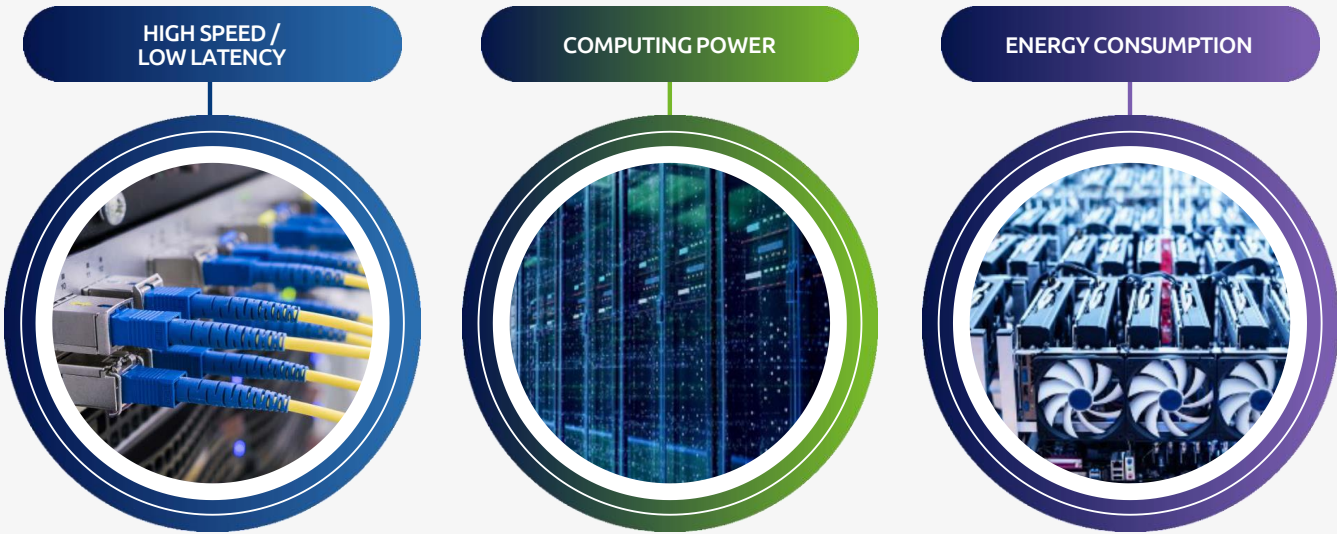 HIGH SPEED /
LOW LATENCY
COMPUTING POWER
ENERGY CONSUMPTION